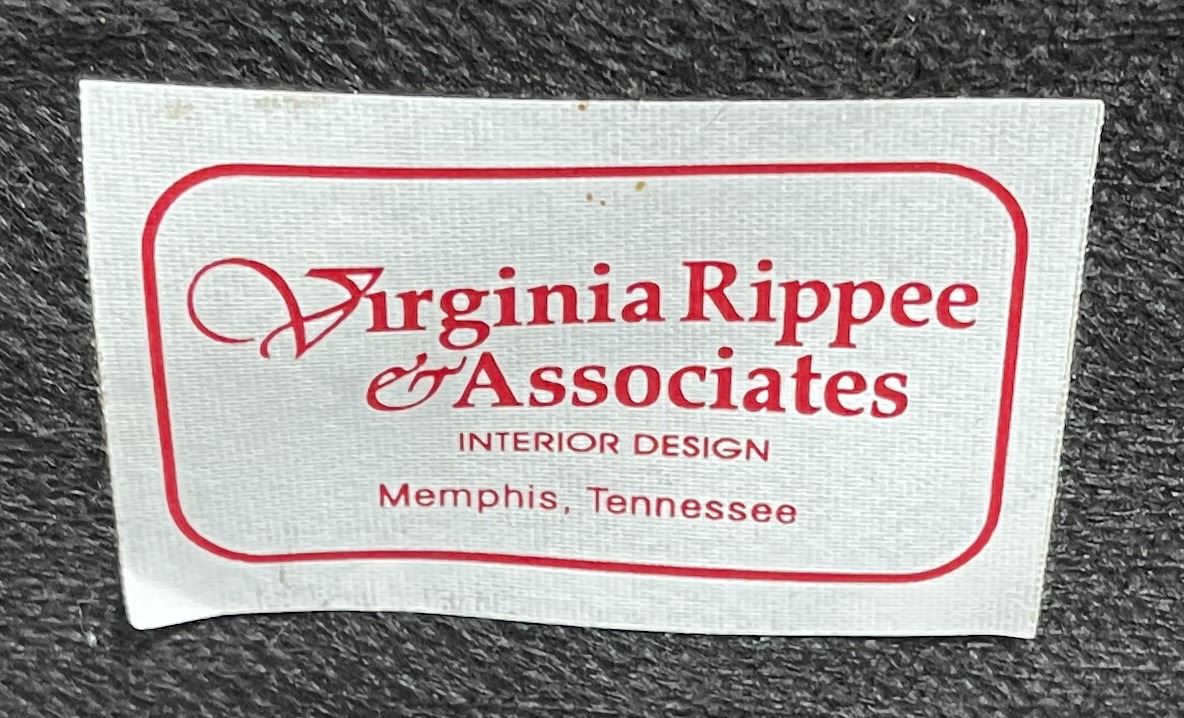 Virginia Rippee
& Associates
INTERIOR DESIGN
Memphis, Tennessee